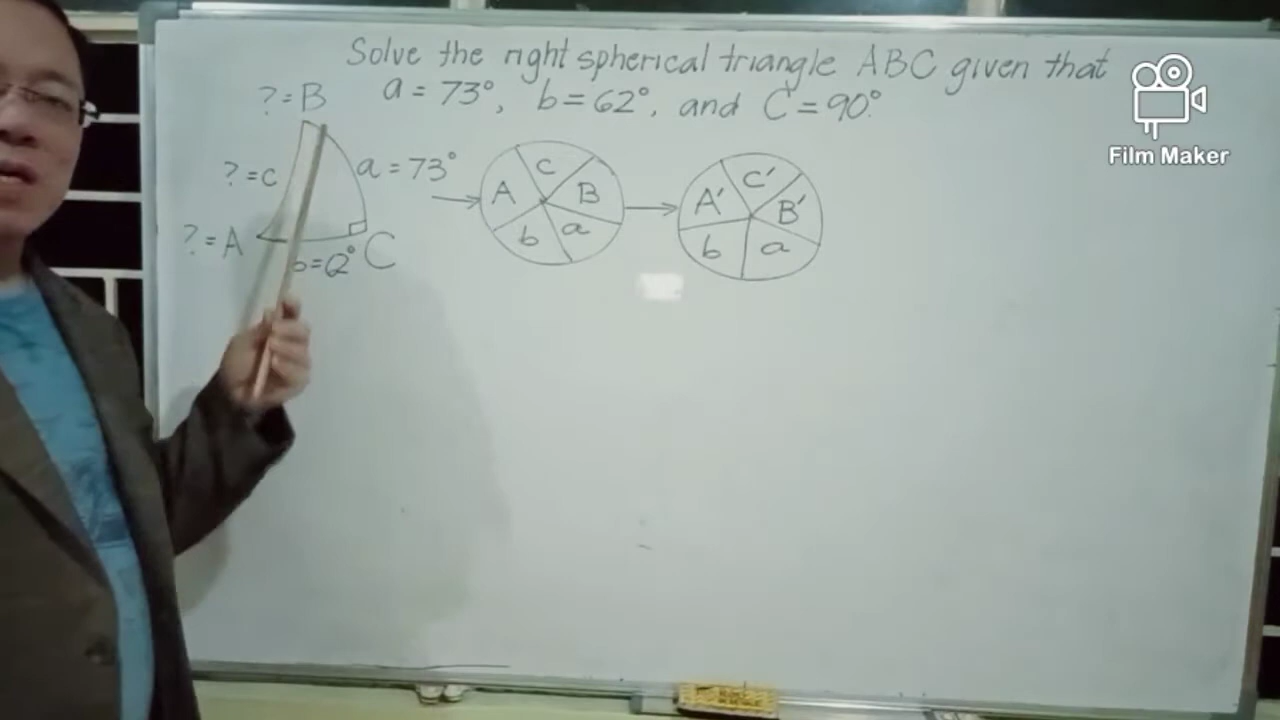 Solve the right spherical triangle ABC given that
a = 73°, b = 62°, and C = 90°.
? = B
? = c
a = 73°
? = A
C
A c B b a
A' C' B' b a
Film Maker